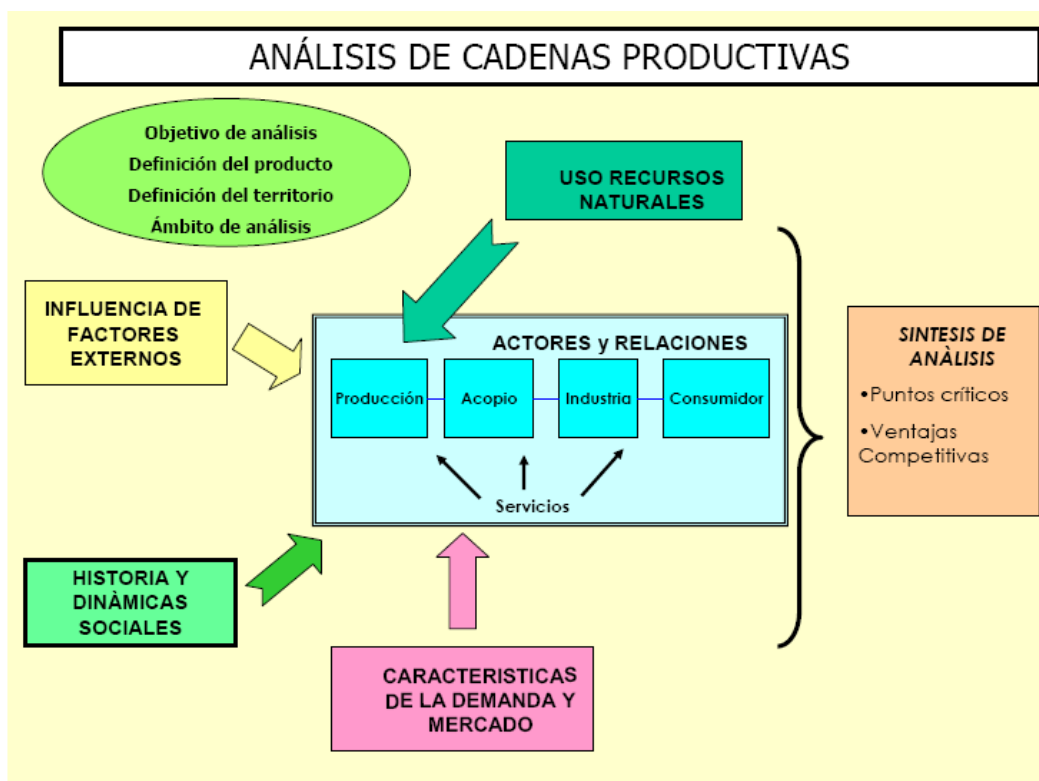 ANÁLISIS DE CADENAS PRODUCTIVAS
Objetivo de análisis
Definición del producto
Definición del territorio
Ámbito de análisis
USO RECURSOS
NATURALES
INFLUENCIA DE
FACTORES
EXTERNOS
ACTORES y RELACIONES
Producción
Acopio
Industria
Consumidor
Servicios
SINTESIS DE
ANÀLISIS
•Puntos críticos
•Ventajas
Competitivas
HISTORIA Y
DINÀMICAS
SOCIALES
CARACTERISTICAS
DE LA DEMANDA Y
MERCADO